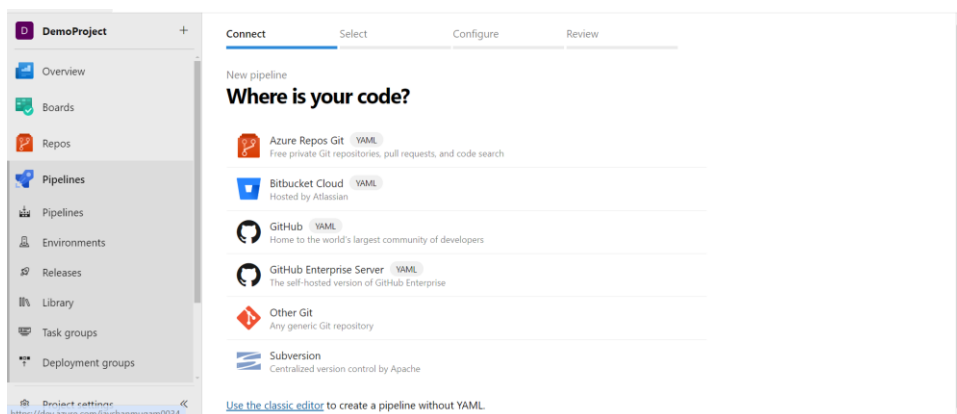 D DemoProject +
Overview
Boards
Repos
Pipelines
Pipelines
Environments
Releases
Library
Task groups
Deployment groups
Project settings
Connect Select Configure Review
New pipeline
Where is your code?
Azure Repos Git YAML
Free private Git repositories, pull requests, and code search
Bitbucket Cloud YAML
Hosted by Atlassian
GitHub YAML
Home to the world's largest community of developers
GitHub Enterprise Server YAML
The self-hosted version of GitHub Enterprise
Other Git
Any generic Git repository
Subversion
Centralized version control by Apache
Use the classic editor to create a pipeline without YAML.